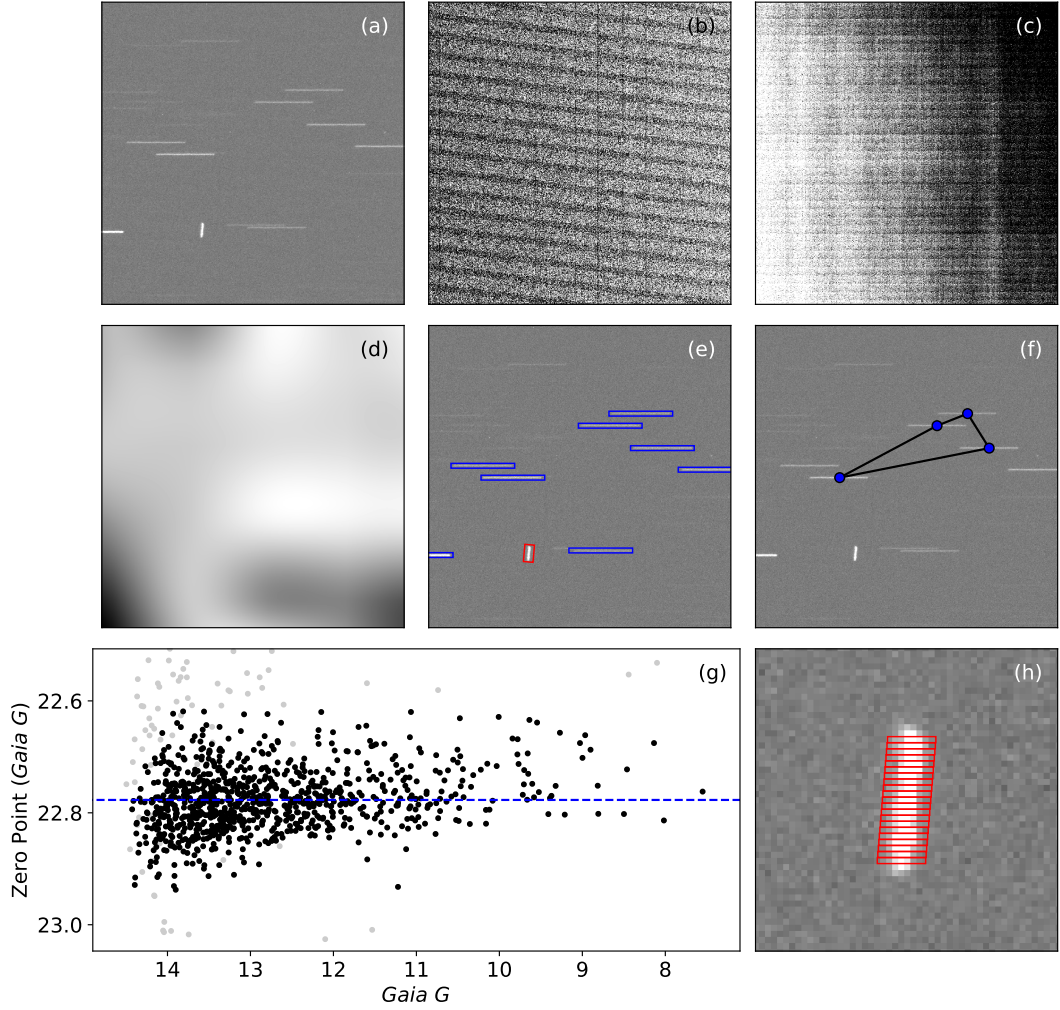 (a)
(b)
(c)
(d)
(e)
(f)
(g)
22.6
22.8
23.0
Zero Point (Gaia G)
14 13 12 11 10 9 8
Gaia G
(h)